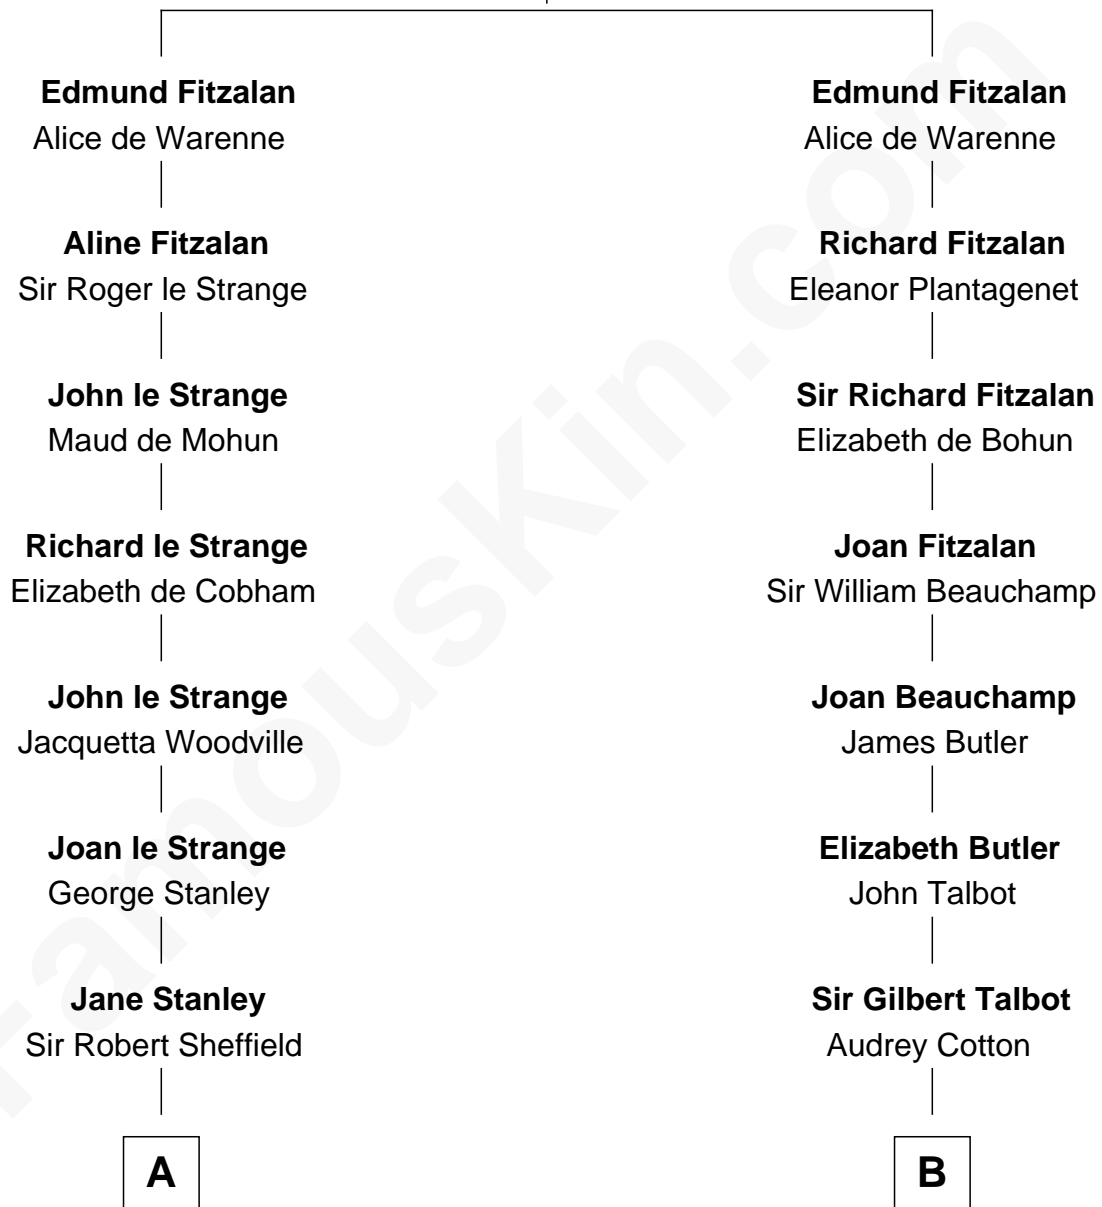 Edmund Fitzalan
Alice de Warenne
Aline Fitzalan
Sir Roger le Strange
John le Strange
Maud de Mohun
Richard le Strange
Elizabeth de Cobham
John le Strange
Jacquetta Woodville
Joan le Strange
George Stanley
Jane Stanley
Sir Robert Sheffield
A
Edmund Fitzalan
Alice de Warenne
Richard Fitzalan
Eleanor Plantagenet
Sir Richard Fitzalan
Elizabeth de Bohun
Joan Fitzalan
Sir William Beauchamp
Joan Beauchamp
James Butler
Elizabeth Butler
John Talbot
Sir Gilbert Talbot
Audrey Cotton
B
FamousKin.com